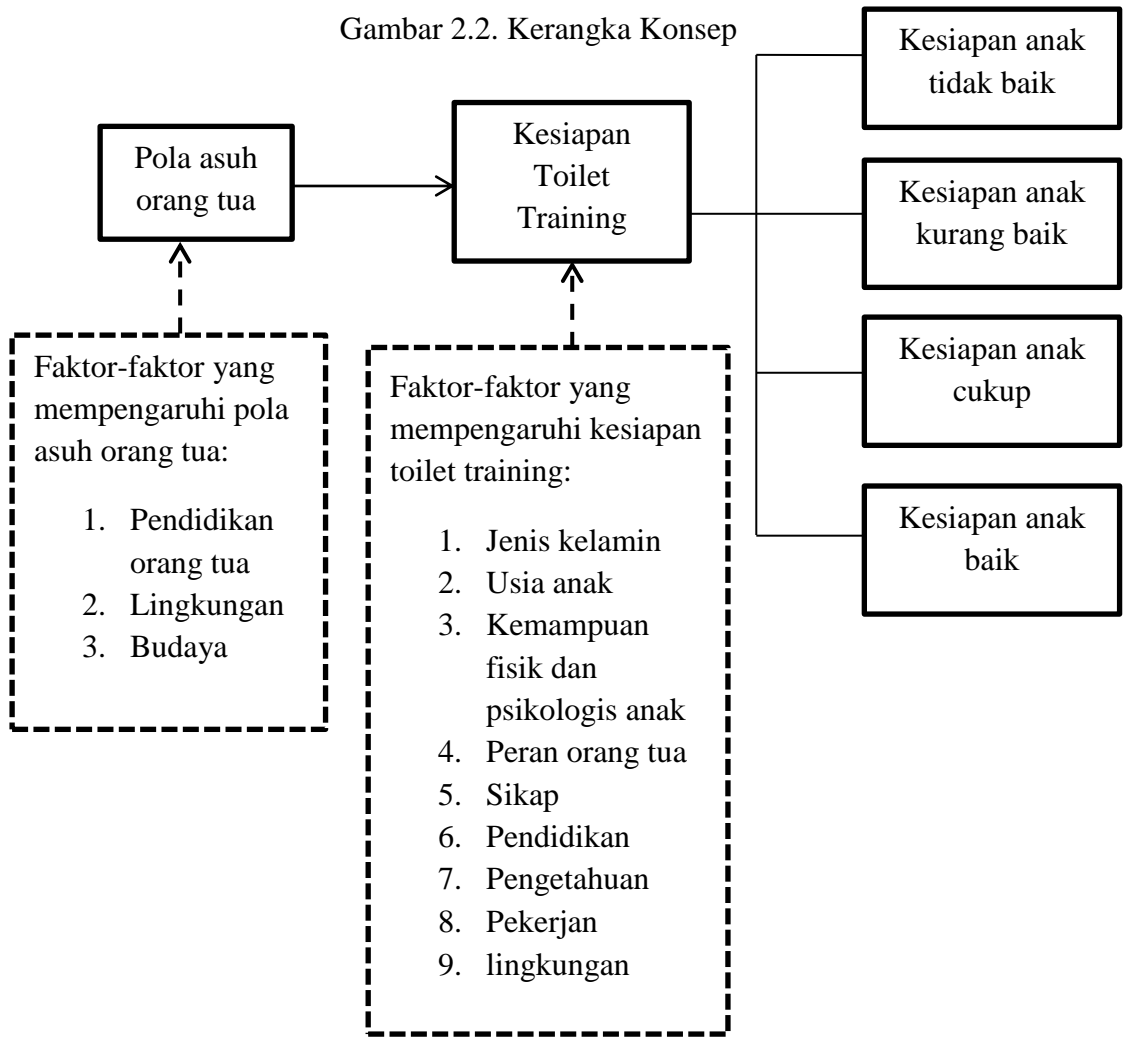 Gambar 2.2. Kerangka Konsep
Pola asuh
orang tua
Kesiapan
Toilet
Training
Kesiapan anak
tidak baik
Kesiapan anak
kurang baik
Kesiapan anak
cukup
Kesiapan anak
baik
Faktor-faktor yang
mempengaruhi pola
asuh orang tua:
1. Pendidikan
orang tua
2. Lingkungan
3. Budaya
Faktor-faktor yang
mempengaruhi kesiapan
toilet training:
1. Jenis kelamin
2. Usia anak
3. Kemampuan
fisik dan
psikologis anak
4. Peran orang tua
5. Sikap
6. Pendidikan
7. Pengetahuan
8. Pekerjan
9. lingkungan